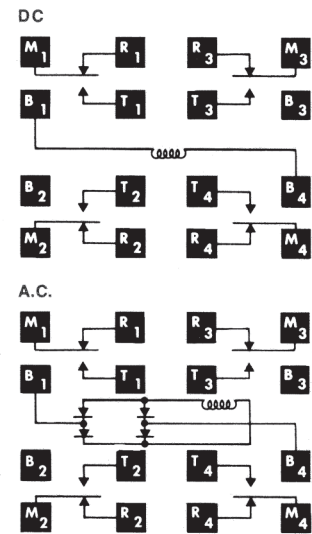 DC
M1 R1 R3 M3
B1 T1 T3 B3
B2 T2 T4 B4
M2 R2 R4 M4
A.C.
M1 R1 R3 M3
B1 T1 T3 B3
B2 T2 T4 B4
M2 R2 R4 M4